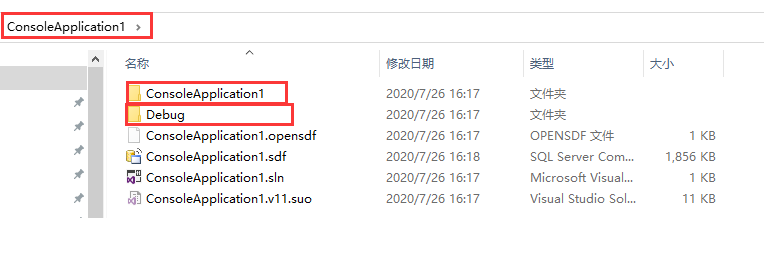 ConsoleApplication1
名称 修改日期 类型 大小
ConsoleApplication1 2020/7/26 16:17 文件夹
Debug 2020/7/26 16:17 文件夹
ConsoleApplication1.opensdf 2020/7/26 16:17 OPENSDF 文件 1 KB
ConsoleApplication1.sdf 2020/7/26 16:18 SQL Server Com... 1,856 KB
ConsoleApplication1.sln 2020/7/26 16:17 Microsoft Visual... 1 KB
ConsoleApplication1.v11.suo 2020/7/26 16:17 Visual Studio Sol... 11 KB